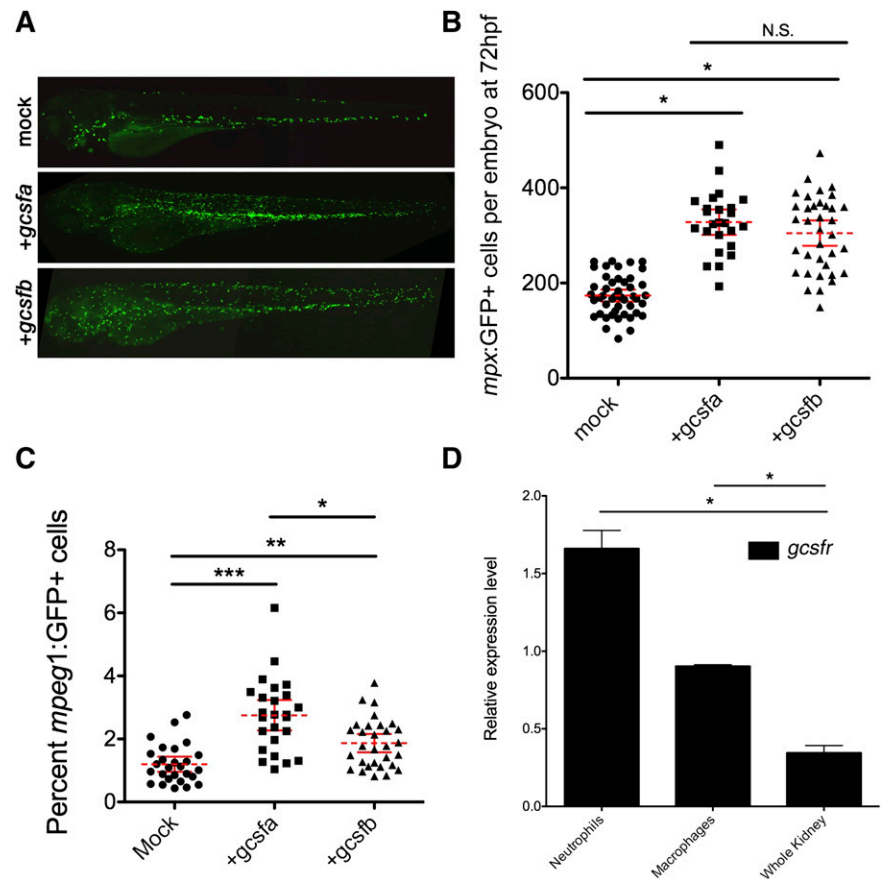 A
mock
+gcsfa
+gcsfb
B
N.S.
*
*
mpx:GFP+ cells per embryo at 72hpf
600
400
200
0
mock
+gcsfa
+gcsfb
C
*
**
***
Percent mpeg1:GFP+ cells
8
6
4
2
0
Mock
+gcsfa
+gcsfb
D
*
*
gcsfr
Relative expression level
2.0
1.5
1.0
0.5
0.0
Neutrophils
Macrophages
Whole Kidney